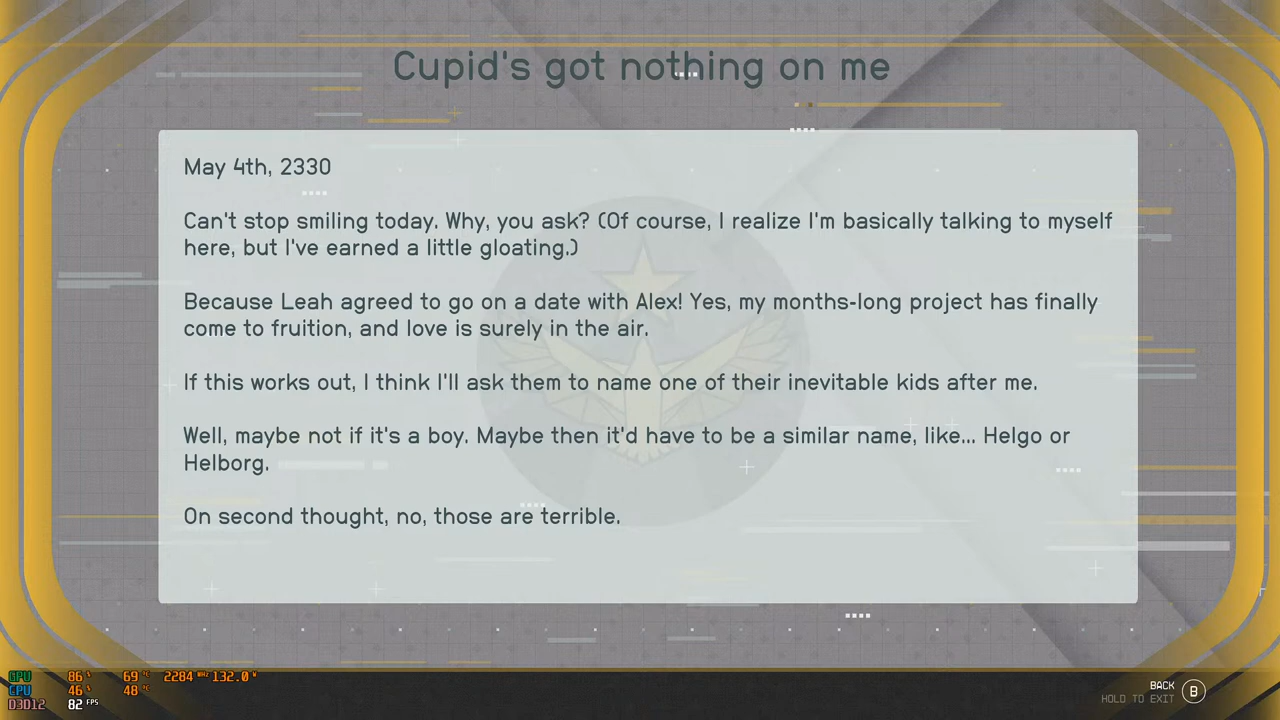 Cupid's got nothing on me
May 4th, 2330
Can't stop smiling today. Why, you ask? (Of course, I realize I'm basically talking to myself
here, but I've earned a little gloating.)
Because Leah agreed to go on a date with Alex! Yes, my months-long project has finally
come to fruition, and love is surely in the air.
If this works out, I think I'll ask them to name one of their inevitable kids after me.
Well, maybe not if it's a boy. Maybe then it'd have to be a similar name, like... Helgo or
Helborg.
On second thought, no, those are terrible.
GPU 86 % 69 °C 2284 MHz 132.0 W
CPU 46 % 48 °C
D3D12 82 FPS
BACK
HOLD TO EXIT
B